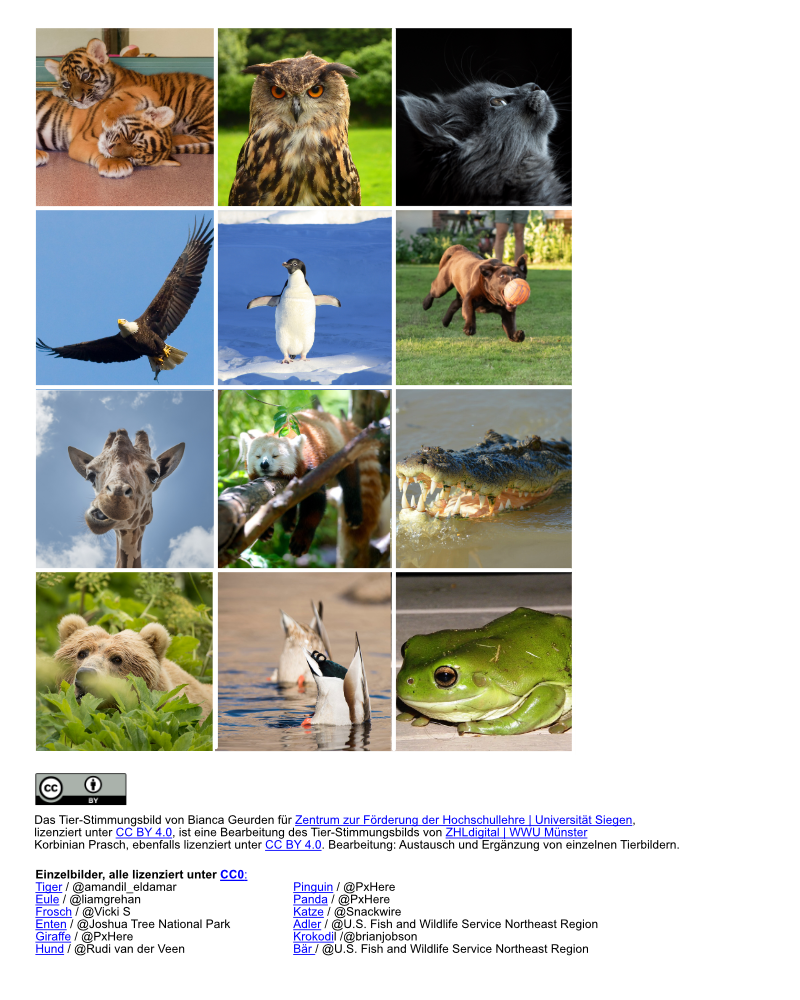 CC BY
Das Tier-Stimmungsbild von Bianca Geurden für Zentrum zur Förderung der Hochschullehre | Universität Siegen,
lizenziert unter CC BY 4.0, ist eine Bearbeitung des Tier-Stimmungsbilds von ZHLdigital | WWU Münster
Korbinian Prasch, ebenfalls lizenziert unter CC BY 4.0. Bearbeitung: Austausch und Ergänzung von einzelnen Tierbildern.
Einzelbilder, alle lizenziert unter CC0:
Tiger / @amandil_eldamar
Eule / @liamgrehan
Frosch / @Vicki S
Enten / @Joshua Tree National Park
Giraffe / @PxHere
Hund / @Rudi van der Veen
Pinguin / @PxHere
Panda / @PxHere
Katze / @Snackwire
Adler / @U.S. Fish and Wildlife Service Northeast Region
Krokodil /@brianjobson
Bär / @U.S. Fish and Wildlife Service Northeast Region